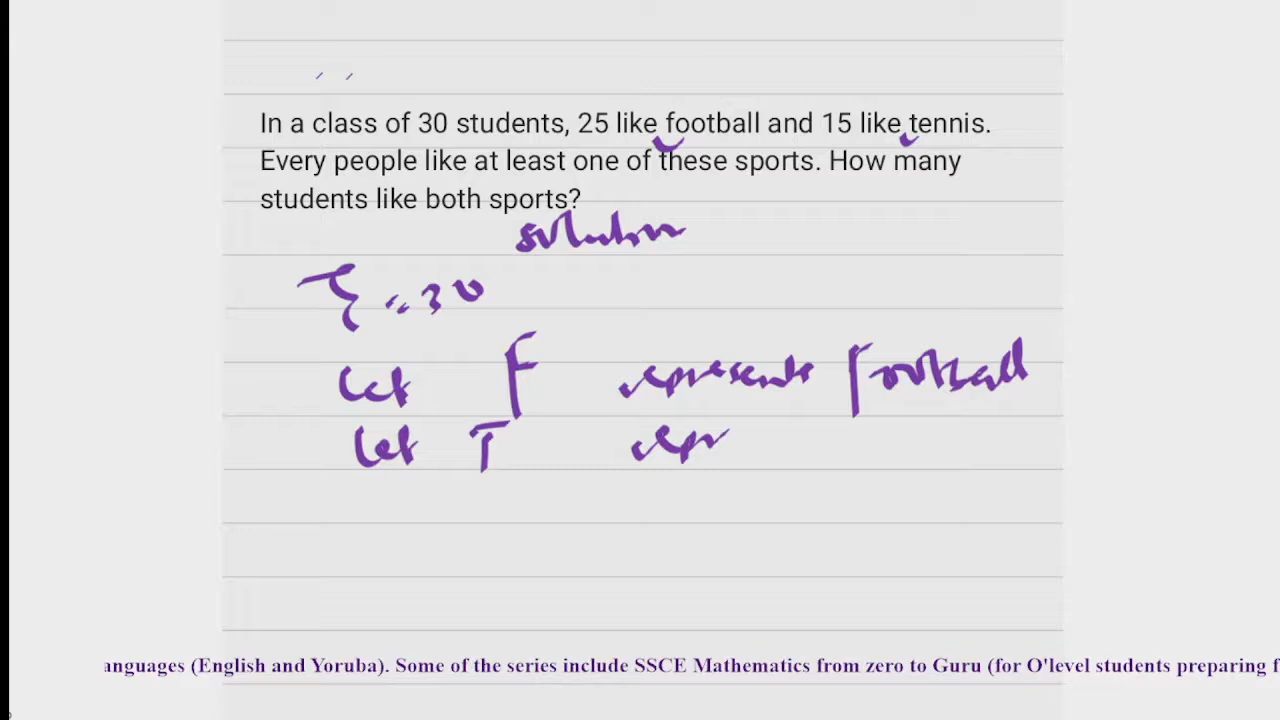 In a class of 30 students, 25 like football and 15 like tennis.
Every people like at least one of these sports. How many
students like both sports?
solution
ξ = 30
let F represents football
let T repr
anguages (English and Yoruba). Some of the series include SSCE Mathematics from zero to Guru (for O'level students preparing f